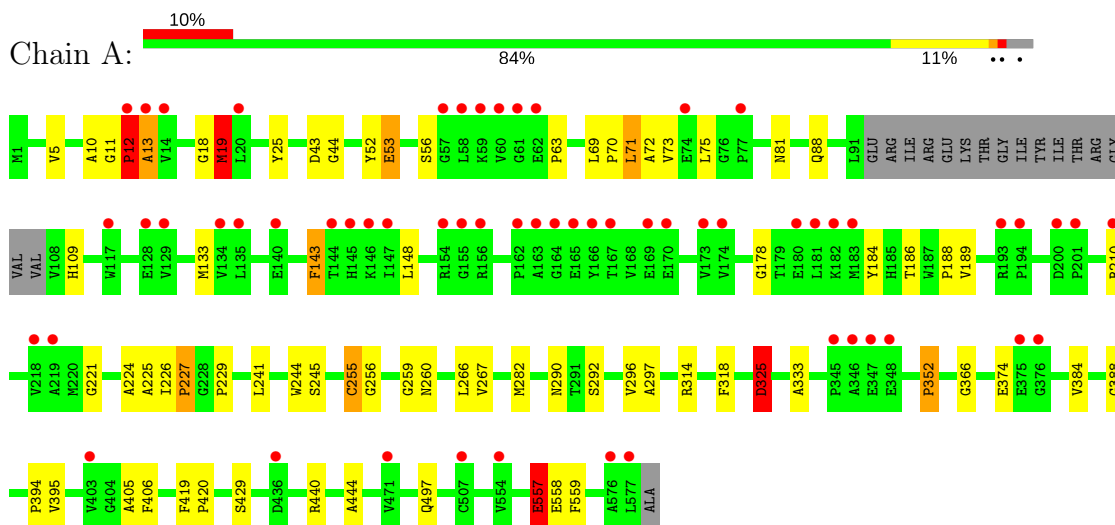 10%
Chain A:
84% 11% •• •
M1 V5 A10 G11 P12 A13 V14 G18 M19 L20 Y25 D43 G44 Y52 E53 S56 G57 L58 K59 V60 G61 E62 P63 L69 P70 L71 A72 V73 E74 L75 G76 P77 N81 Q88 L91 GLU ARG ILE ARG GLU LYS THR GLY ILE TYR ILE THR ARG GLY
VAL VAL V108 H109 W117 E128 V129 M133 V134 L135 E140 F143 T144 H145 K146 I147 L148 R154 G155 R156 P162 A163 G164 E165 Y166 T167 V168 E169 E170 V173 V174 G178 T179 E180 L181 K182 M183 Y184 H185 T186 W187 P188 V189 R193 P194 D200 P201
V218 A219 M220 G221 A224 A225 I226 P227 G228 P229 L241 W244 S245 C255 G256 G259 N260 L266 V267 M282 N290 T291 S292 V296 A297 R314 F318 D325 A333 P345 A346 E347 E348 P352 G366 E374 E375 G376 V384
P394 V395 V403 G404 A405 F406 F419 P420 S429 D436 R440 A444 V471 Q497 C507 V554 E557 E558 F559 A576 L577 ALA